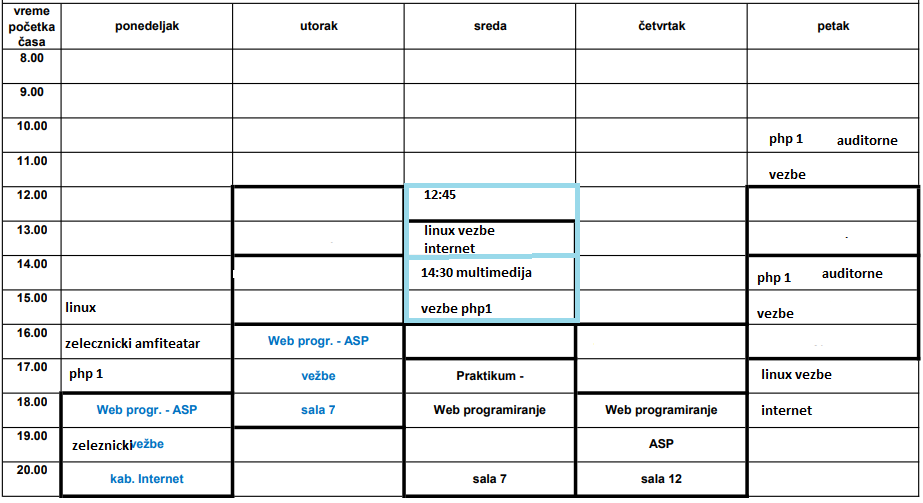 vreme početka časa ponedeljak utorak sreda četvrtak petak
8.00
9.00
10.00 php 1 auditorne
11.00 vezbe
12.00 12:45
13.00 linux vezbe internet
14.00 14:30 multimedija php 1 auditorne
15.00 linux vezbe php1 vezbe
16.00 zelecznicki amfiteatar Web progr. - ASP
17.00 php 1 vežbe Praktikum - linux vezbe
18.00 Web progr. - ASP sala 7 Web programiranje Web programiranje internet
19.00 zeleznicki vežbe ASP
20.00 kab. Internet sala 7 sala 12